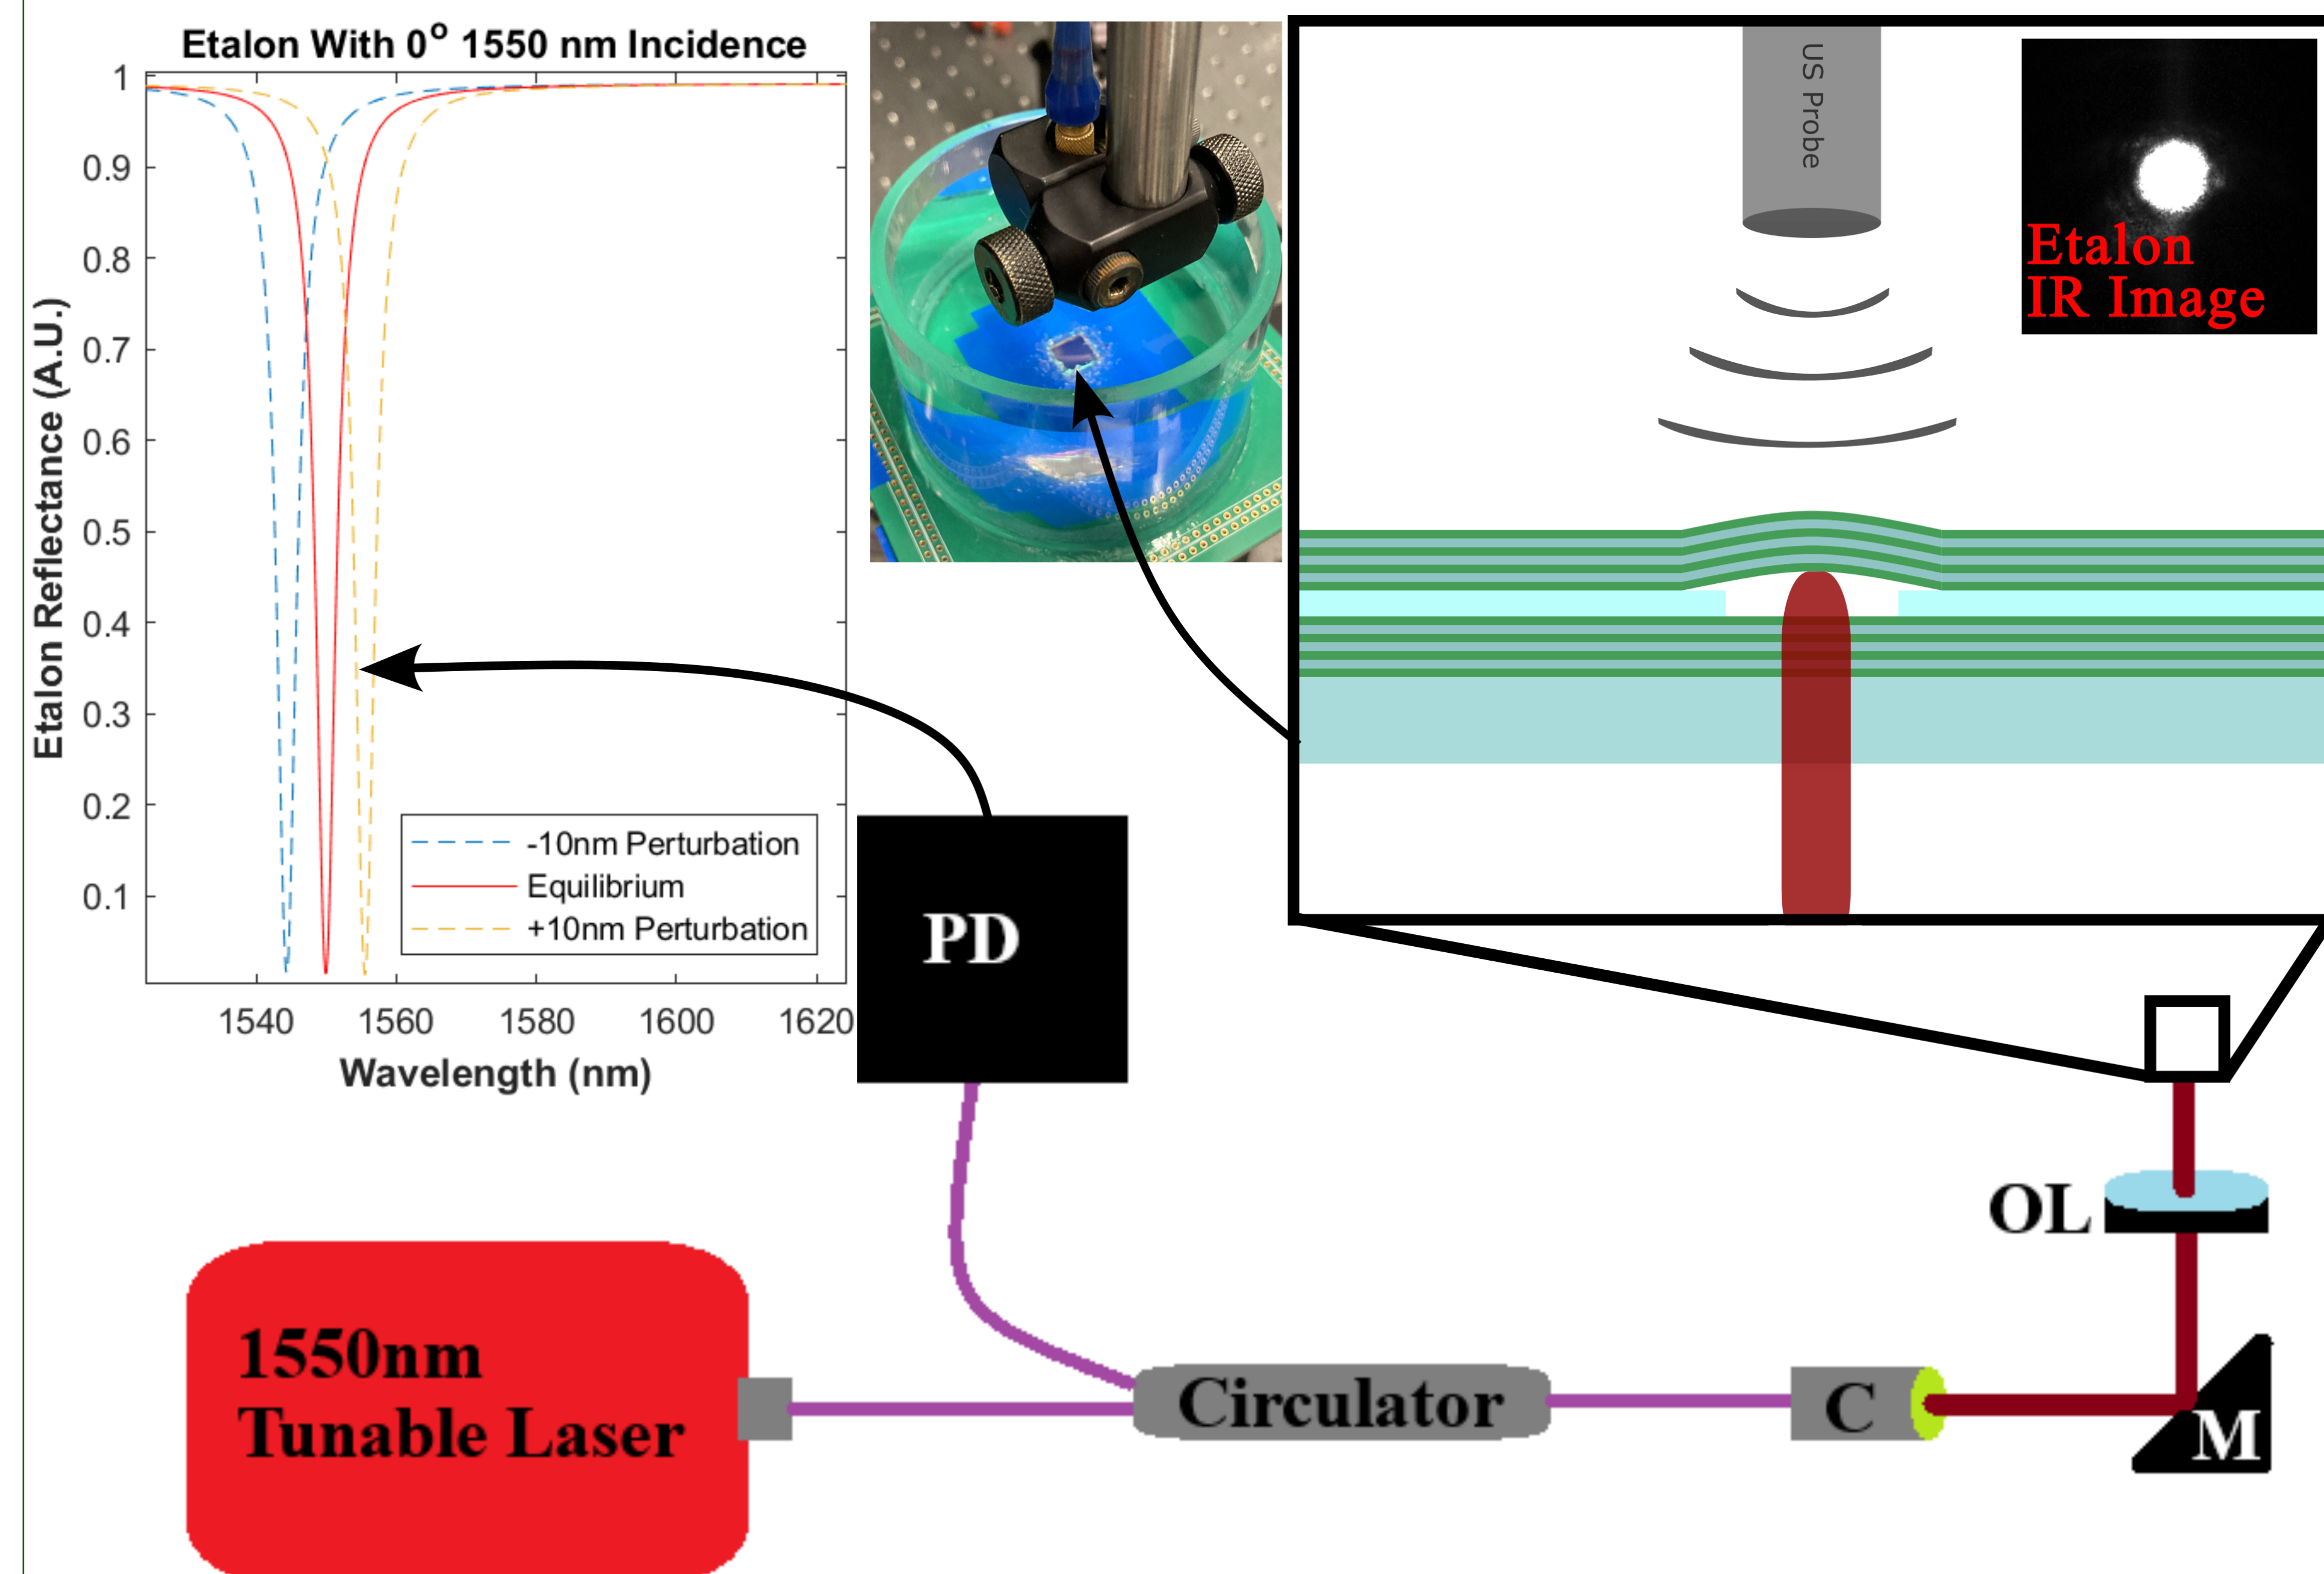 Etalon With 0° 1550 nm Incidence
1
0.9
0.8
0.7
0.6
0.5
0.4
0.3
0.2
0.1
Etalon Reflectance (A.U.)
-10nm Perturbation
Equilibrium
+10nm Perturbation
1540 1560 1580 1600 1620
Wavelength (nm)
US Probe
Etalon
IR Image
PD
OL
1550nm
Tunable Laser
Circulator
C
M